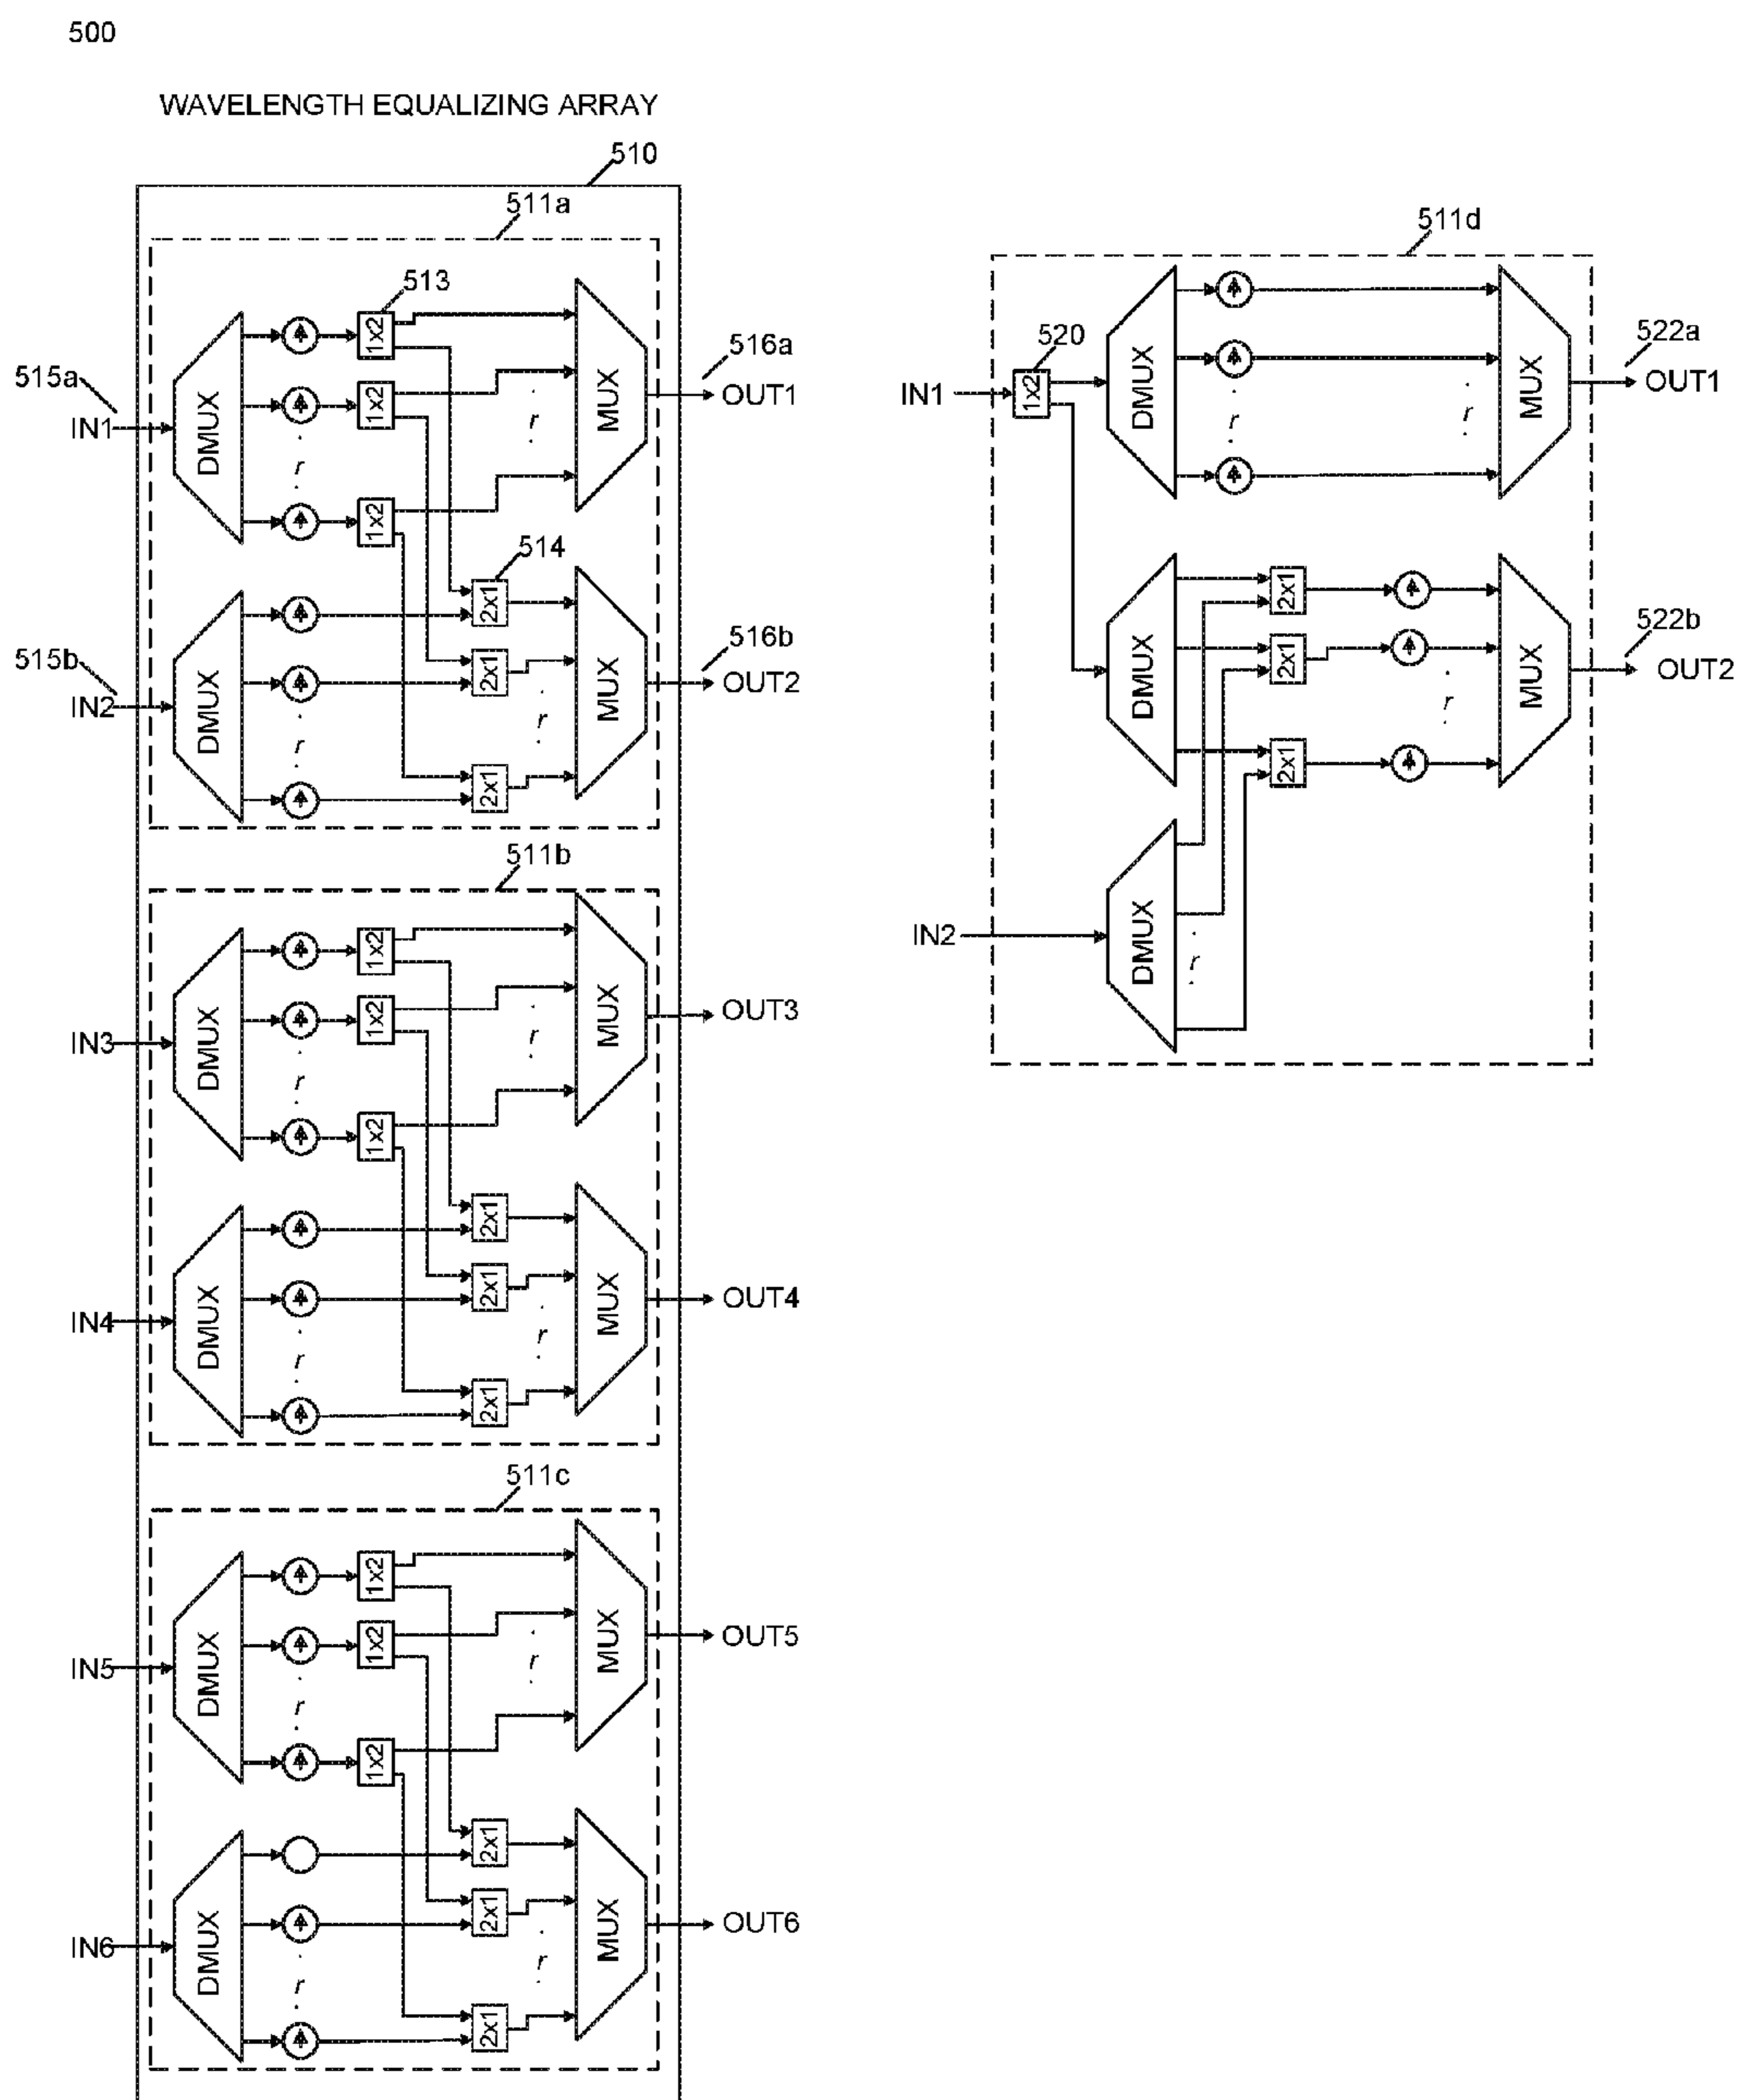 500
WAVELENGTH EQUALIZING ARRAY
510
511a
513
1x2
DMUX
1x2
r
r
1x2
MUX
515a
IN1
516a
OUT1
514
2x1
DMUX
2x1
r
r
2x1
MUX
515b
IN2
516b
OUT2
511b
1x2
DMUX
1x2
r
r
1x2
MUX
IN3
OUT3
2x1
DMUX
2x1
r
r
2x1
MUX
IN4
OUT4
511c
1x2
DMUX
1x2
r
r
1x2
MUX
IN5
OUT5
2x1
DMUX
2x1
r
r
2x1
MUX
IN6
OUT6
511d
520
IN1
1x2
DMUX
r
r
MUX
522a
OUT1
DMUX
2x1
2x1
2x1
r
MUX
522b
OUT2
IN2
DMUX
r